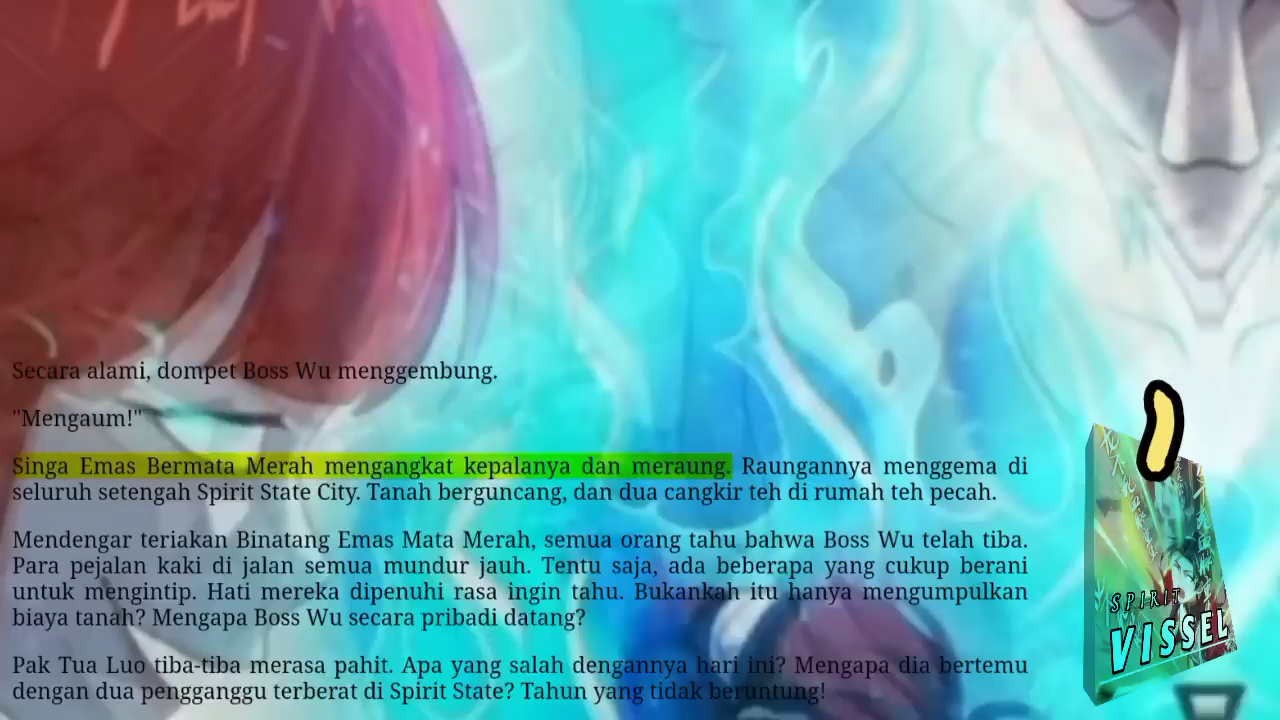 Secara alami, dompet Boss Wu menggembung.
"Mengaum!"
Singa Emas Bermata Merah mengangkat kepalanya dan meraung. Raungannya menggema di
seluruh setengah Spirit State City. Tanah berguncang, dan dua cangkir teh di rumah teh pecah.
Mendengar teriakan Binatang Emas Mata Merah, semua orang tahu bahwa Boss Wu telah tiba.
Para pejalan kaki di jalan semua mundur jauh. Tentu saja, ada beberapa yang cukup berani
untuk mengintip. Hati mereka dipenuhi rasa ingin tahu. Bukankah itu hanya mengumpulkan
biaya tanah? Mengapa Boss Wu secara pribadi datang?
Pak Tua Luo tiba-tiba merasa pahit. Apa yang salah dengannya hari ini? Mengapa dia bertemu
dengan dua pengganggu terberat di Spirit State? Tahun yang tidak beruntung!
SPIRIT
VISSEL